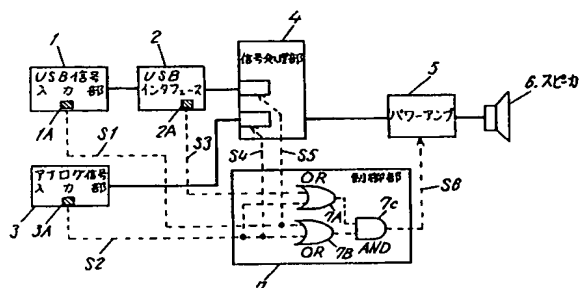 1
USB信号
入力部
1A
2
USB
インタフェース
2A
S1
S3
3
アナログ信号
入力部
3A
S2
4
信号処理部
S4
S5
5
パワーアンプ
6.スピーカ
S6
制御部
OR
7A
OR
7B
7C
AND
7